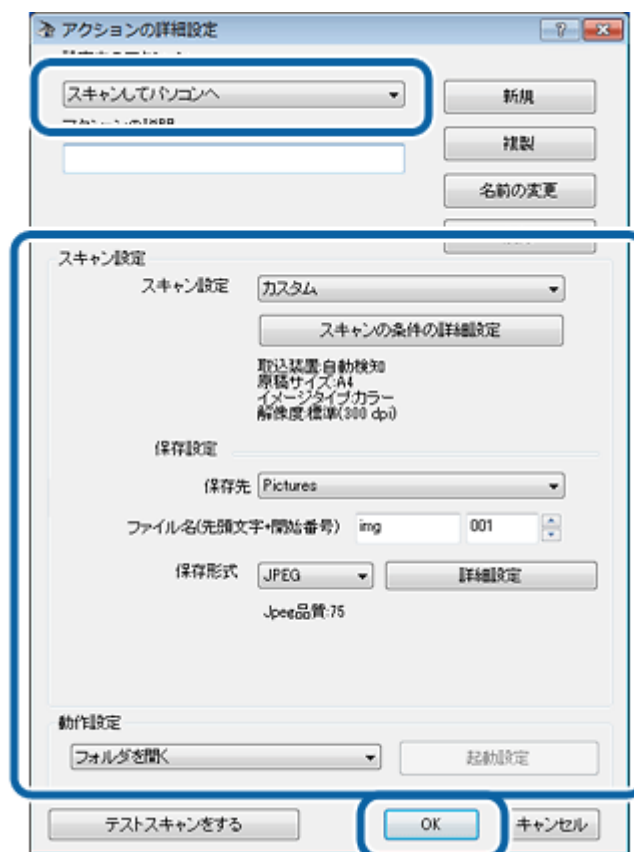 アクションの詳細設定
スキャンしてパソコンへ
新規
複製
名前の変更
スキャン設定
スキャン設定 カスタム
スキャンの条件の詳細設定
取込装置:自動検知
原稿サイズ:A4
イメージタイプ:カラー
解像度:標準(300 dpi)
保存設定
保存先 Pictures
ファイル名(先頭文字+開始番号) img 001
保存形式 JPEG 詳細設定
Jpeg品質:75
動作設定
フォルダを開く 起動設定
テストスキャンをする OK キャンセル